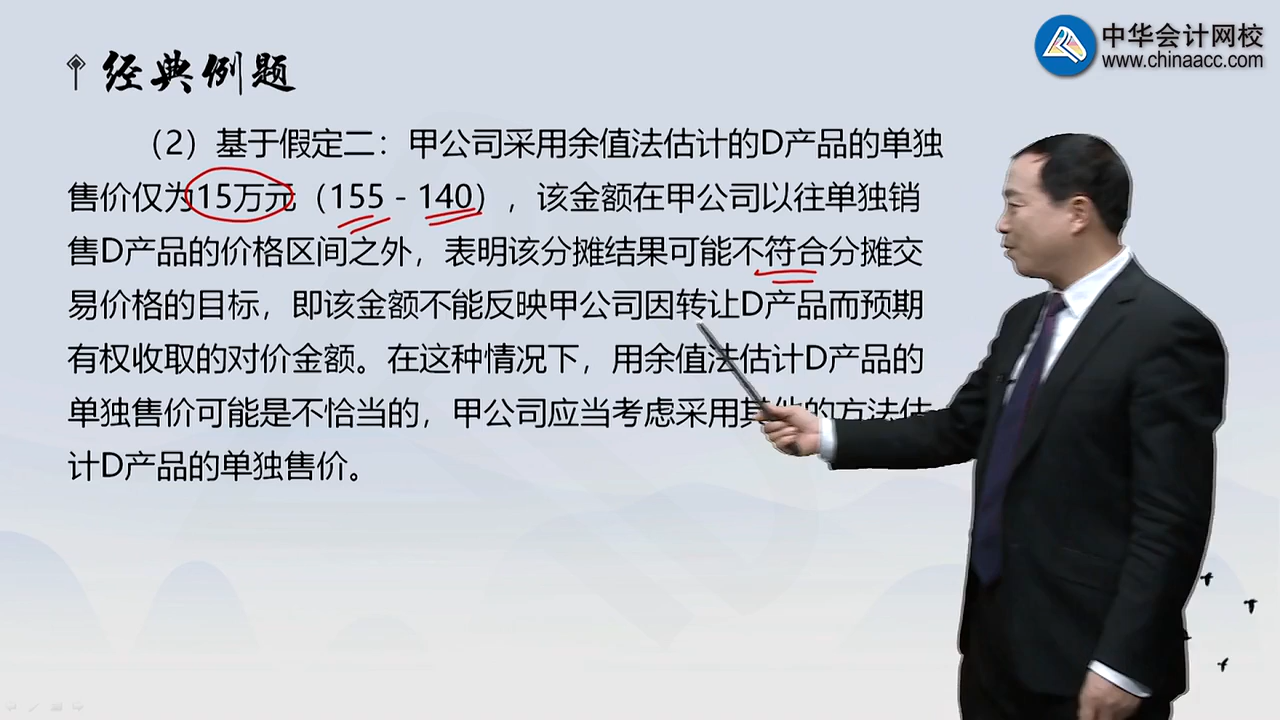 中华会计网校
www.chinaacc.com
经典例题
（2）基于假定二：甲公司采用余值法估计的D产品的单独
售价仅为15万元（155 - 140），该金额在甲公司以往单独销
售D产品的价格区间之外，表明该分摊结果可能不符合分摊交
易价格的目标，即该金额不能反映甲公司因转让D产品而预期
有权收取的对价金额。在这种情况下，用余值法估计D产品的
单独售价可能是不恰当的，甲公司应当考虑采用其他的方法估
计D产品的单独售价。